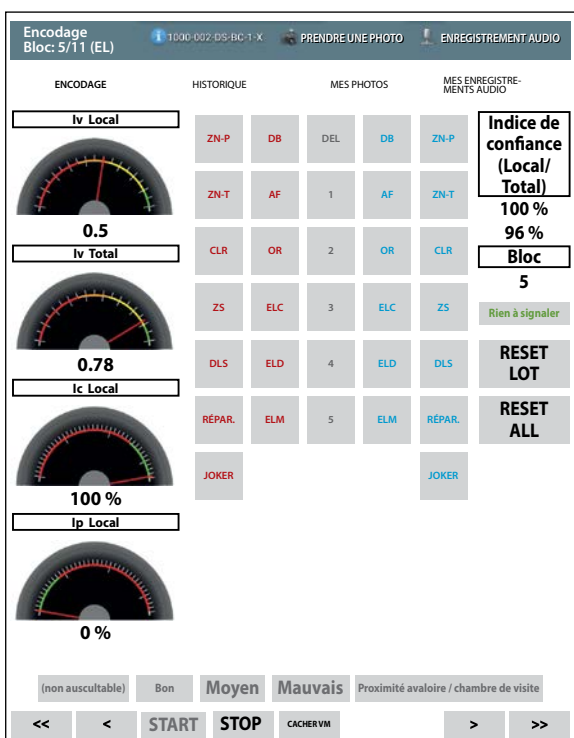 Encodage
Bloc: 5/11 (EL)
1000-002-DS-BC-1-X
PRENDRE UNE PHOTO
ENREGISTREMENT AUDIO
ENCODAGE
HISTORIQUE
MES PHOTOS
MES ENREGISTRE-
MENTS AUDIO
Iv Local
0.5
Iv Total
0.78
Ic Local
100 %
Ip Local
0 %
ZN-P DB DEL DB ZN-P
ZN-T AF 1 AF ZN-T
CLR OR 2 OR CLR
ZS ELC 3 ELC ZS
DLS ELD 4 ELD DLS
RÉPAR. ELM 5 ELM RÉPAR.
JOKER JOKER
Indice de
confiance
(Local/
Total)
100 %
96 %
Bloc
5
Rien à signaler
RESET
LOT
RESET
ALL
(non auscultable) Bon Moyen Mauvais Proximité avaloire / chambre de visite
<< < START STOP CACHER VM > >>